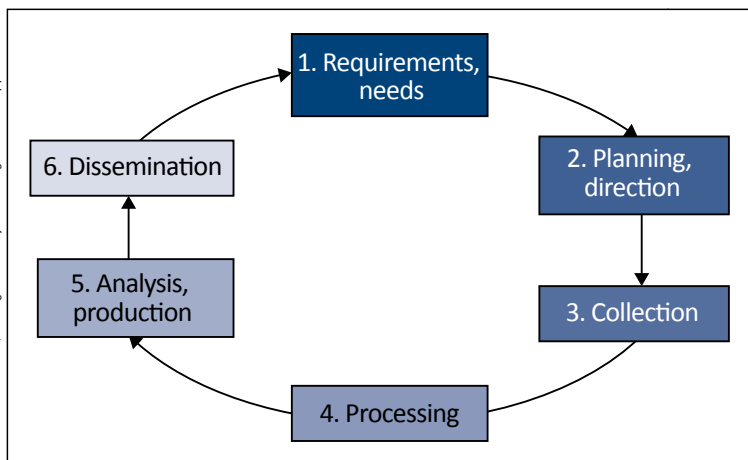 1. Requirements,
needs
2. Planning,
direction
3. Collection
4. Processing
5. Analysis,
production
6. Dissemination